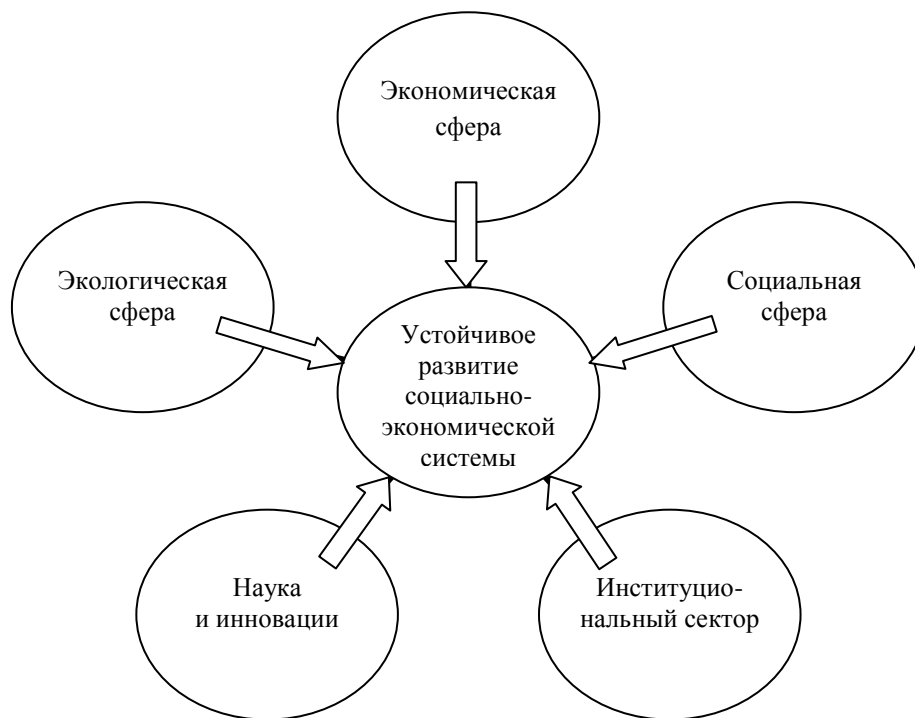 Экономическая
сфера
Экологическая
сфера
Социальная
сфера
Устойчивое
развитие
социально-
экономической
системы
Наука
и инновации
Институцио-
нальный сектор